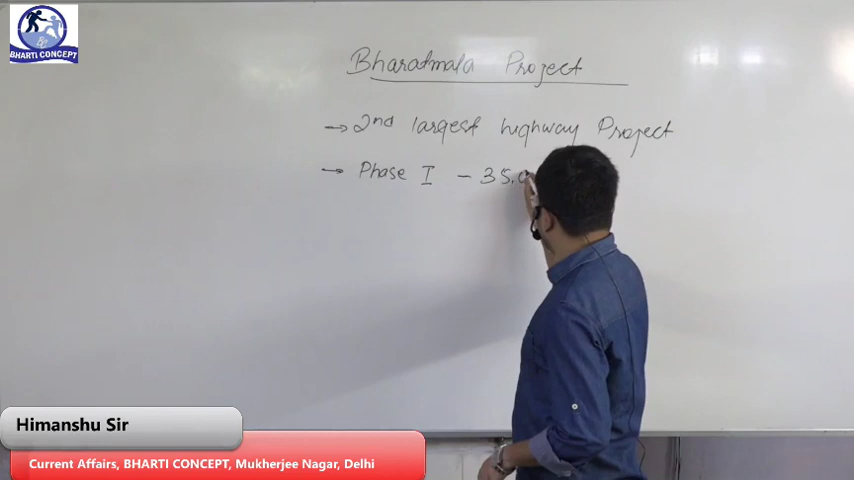 BHARTI CONCEPT
Bharatmala Project
→ 2nd largest highway Project
→ Phase I - 35.0
Himanshu Sir
Current Affairs, BHARTI CONCEPT, Mukherjee Nagar, Delhi